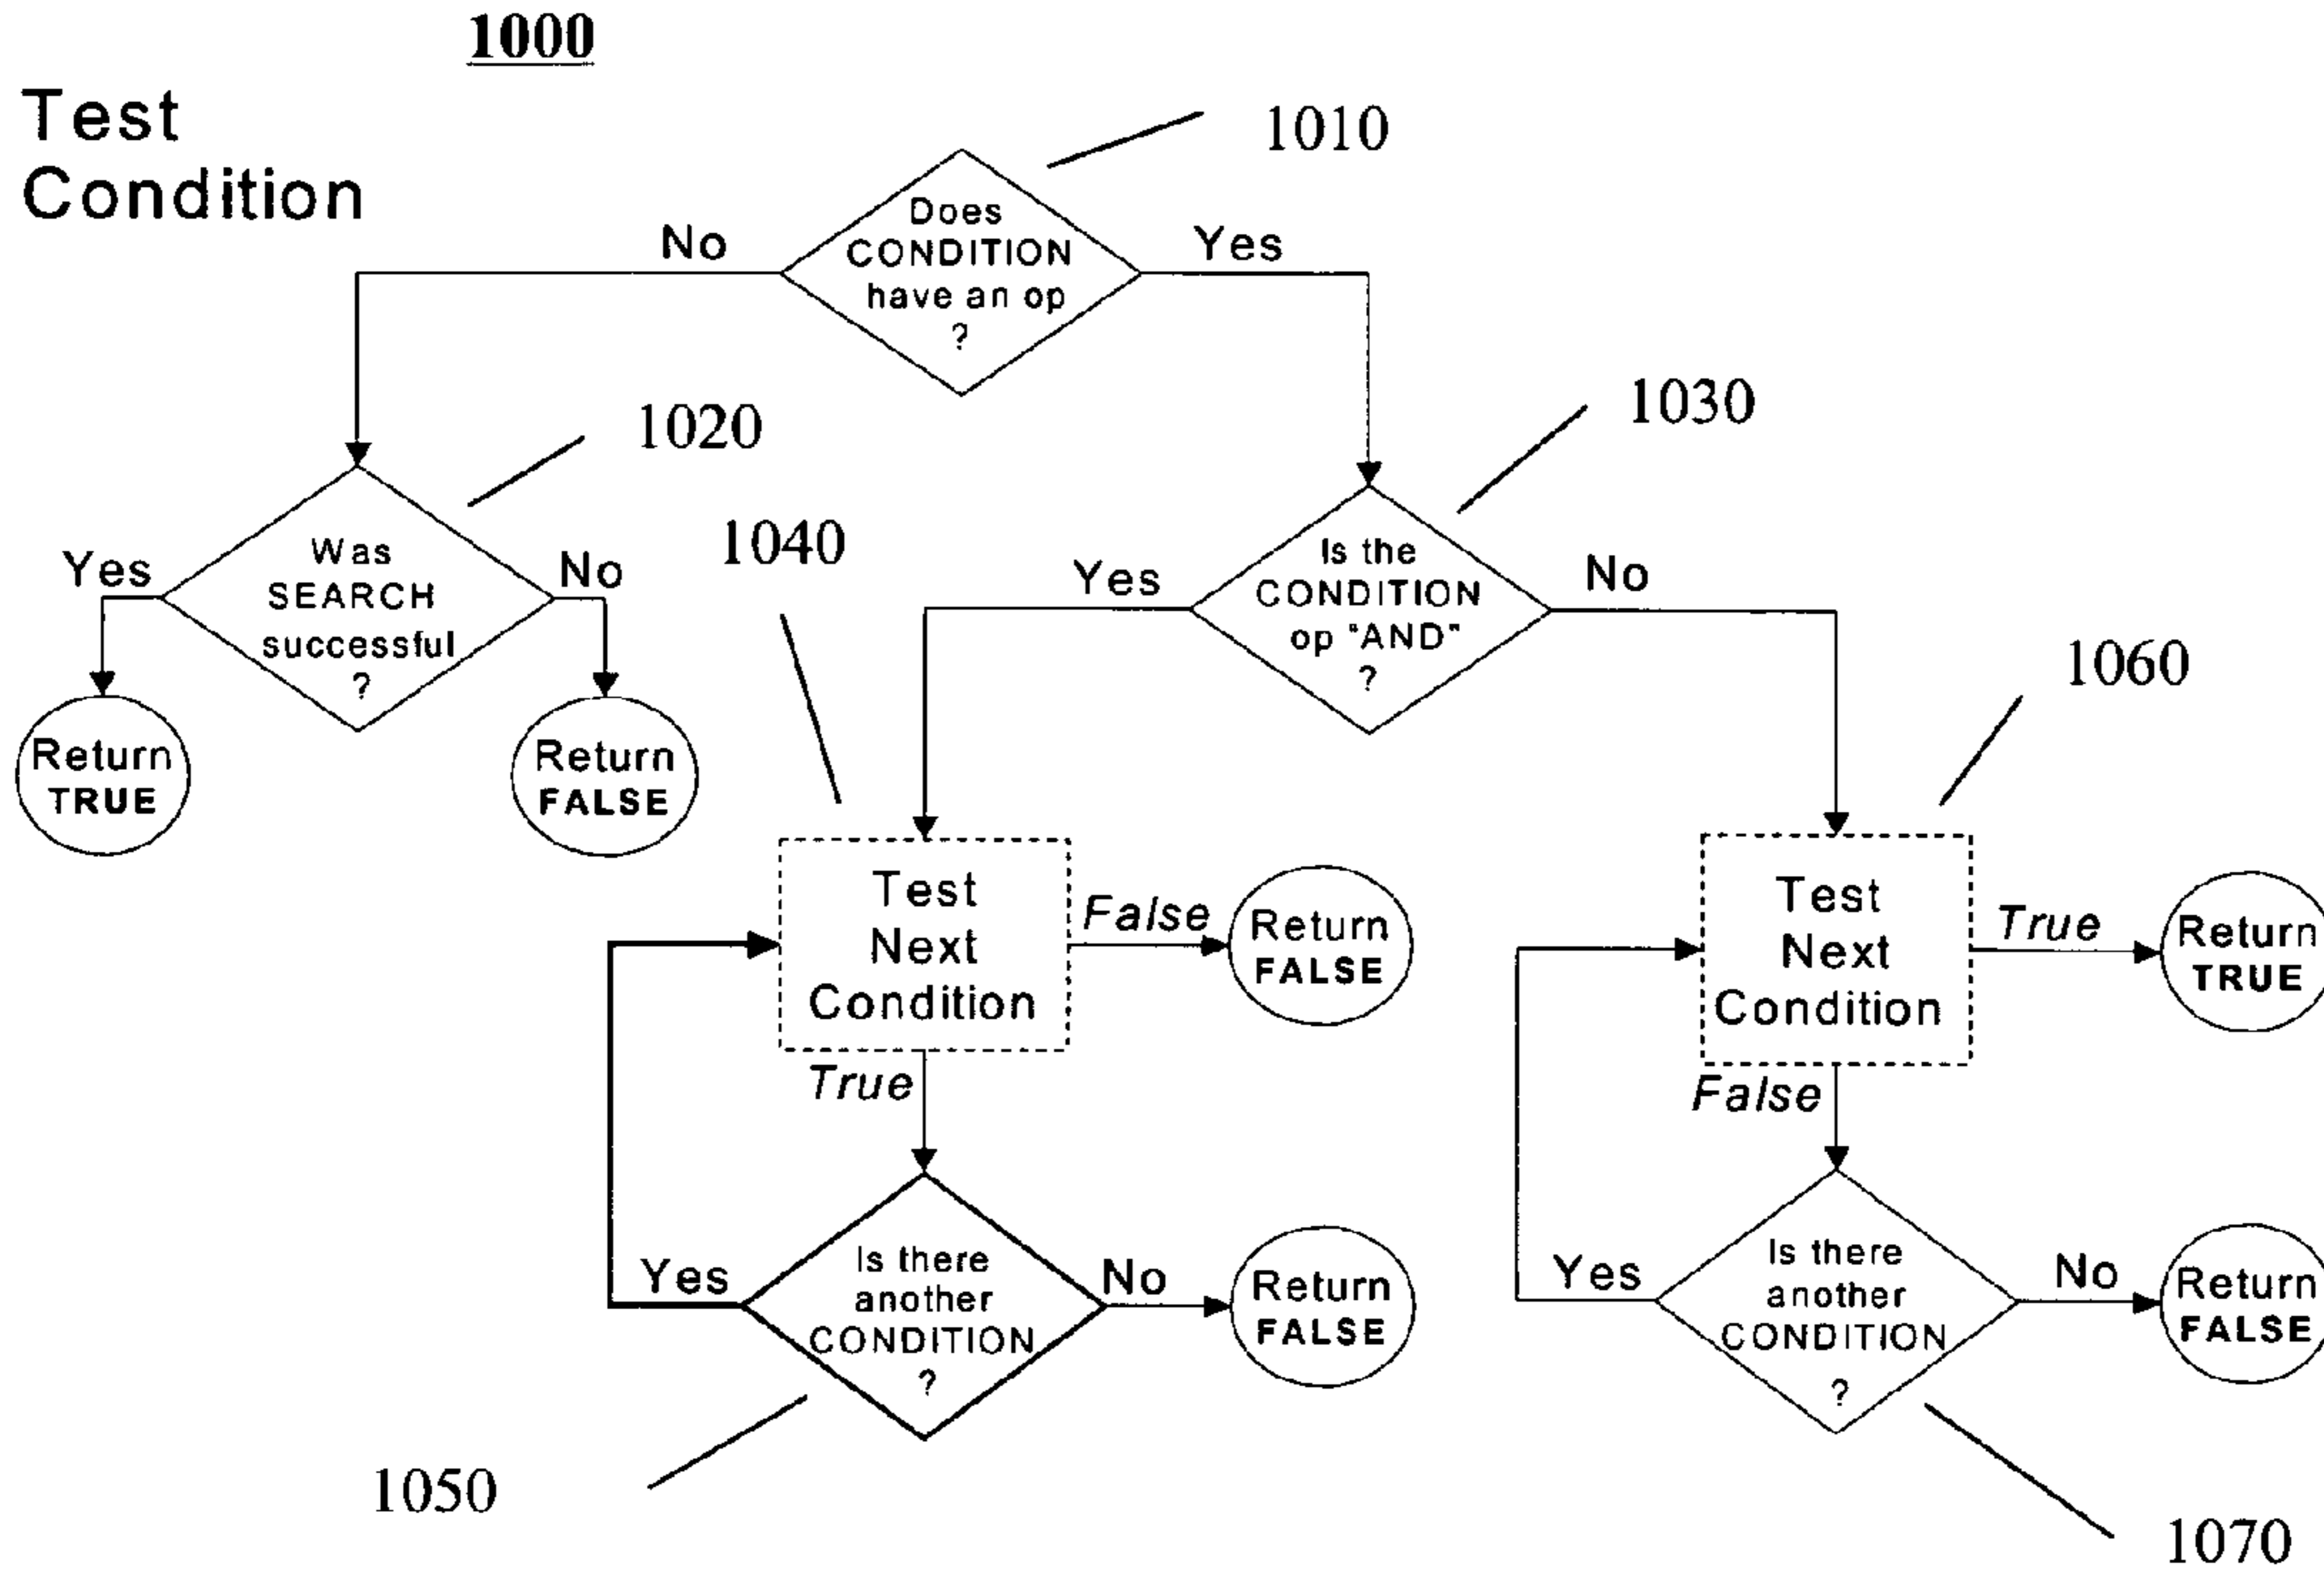 1000
Test
Condition
1010
Does
CONDITION
have an op
?
No
Yes
1020
1030
Was
SEARCH
successful
?
Yes
No
Return
TRUE
Return
FALSE
Is the
CONDITION
op "AND"
?
Yes
No
1040
1060
Test
Next
Condition
False
Return
FALSE
True
Is there
another
CONDITION
?
Yes
No
Return
FALSE
1050
Test
Next
Condition
True
Return
TRUE
False
Is there
another
CONDITION
?
Yes
No
Return
FALSE
1070